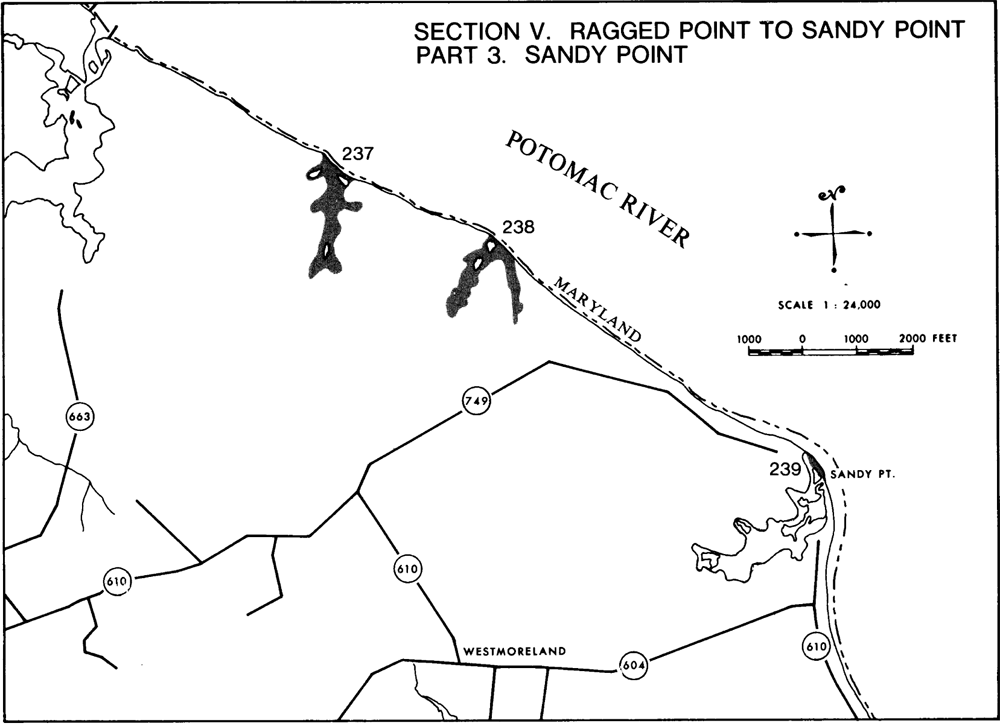 SECTION V. RAGGED POINT TO SANDY POINT
PART 3. SANDY POINT
POTOMAC RIVER
237
238
N
MARYLAND
SCALE 1 : 24,000
1000 0 1000 2000 FEET
749
663
239
SANDY PT.
610
610
WESTMORELAND
604
610